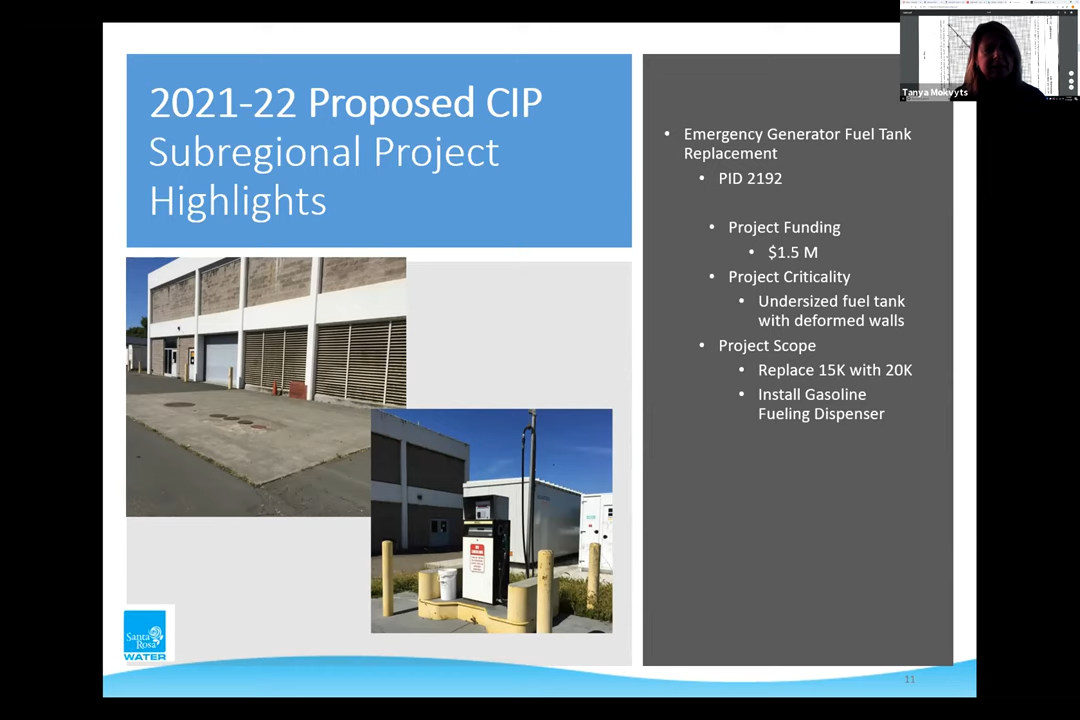 2021-22 Proposed CIP
Subregional Project
Highlights
• Emergency Generator Fuel Tank
Replacement
• PID 2192
• Project Funding
• $1.5 M
• Project Criticality
• Undersized fuel tank
with deformed walls
• Project Scope
• Replace 15K with 20K
• Install Gasoline
Fueling Dispenser
Tanya Mokvyts
Santa
Rosa
WATER
11